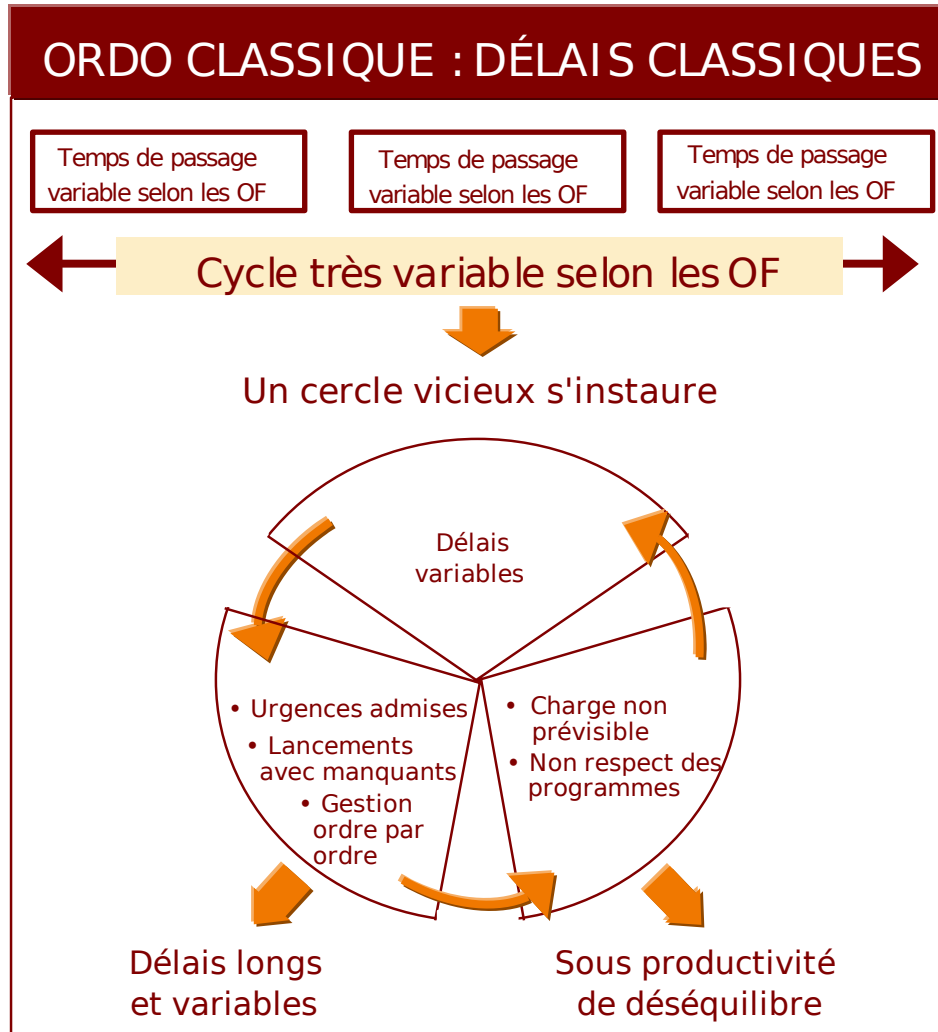 ORDO CLASSIQUE : DÉLAIS CLASSIQUES
Temps de passage
variable selon les OF
Temps de passage
variable selon les OF
Temps de passage
variable selon les OF
Cycle très variable selon les OF
Un cercle vicieux s'instaure
Délais
variables
• Urgences admises
• Lancements
avec manquants
• Gestion
ordre par
ordre
• Charge non
prévisible
• Non respect des
programmes
Délais longs
et variables
Sous productivité
de déséquilibre